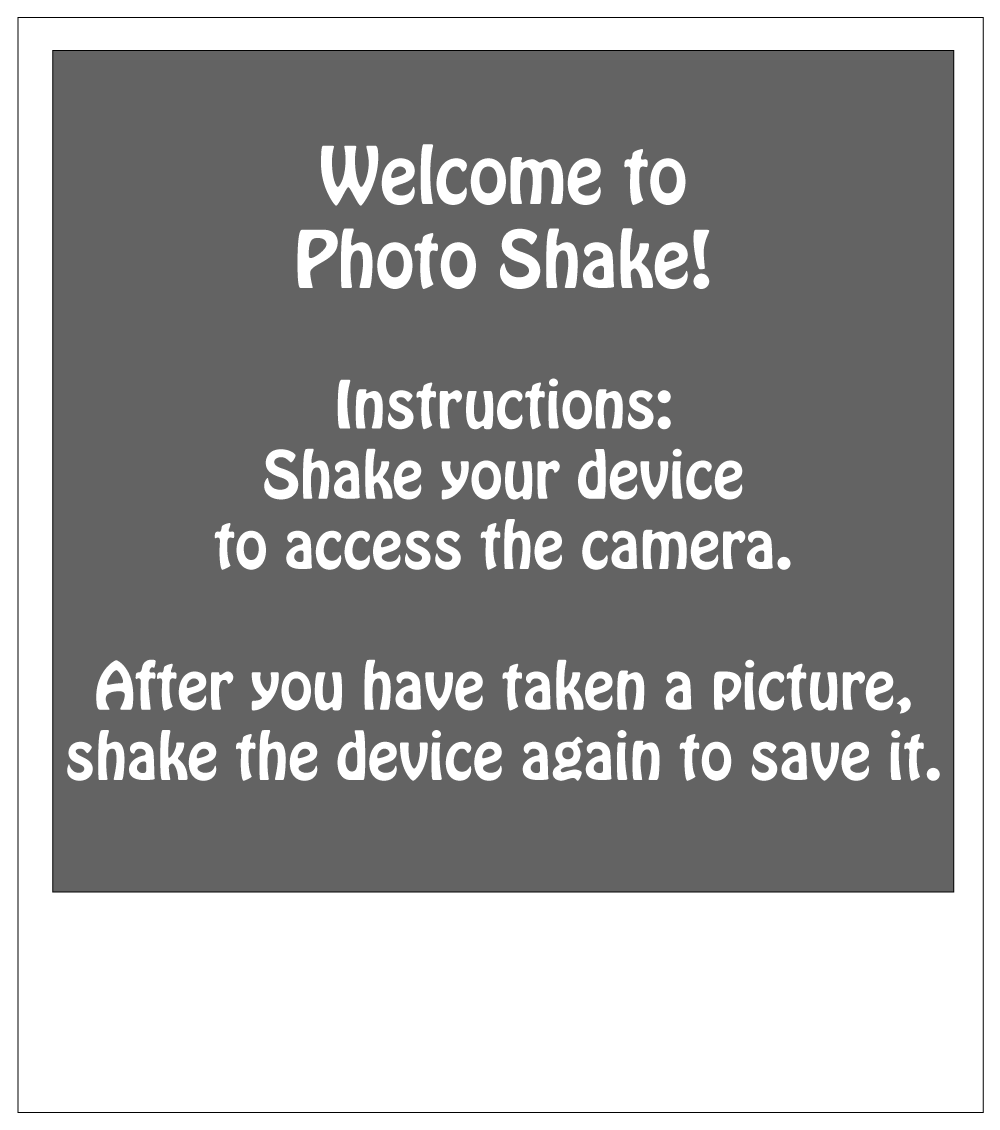 Welcome to
Photo Shake!
Instructions:
Shake your device
to access the camera.
After you have taken a picture,
shake the device again to save it.